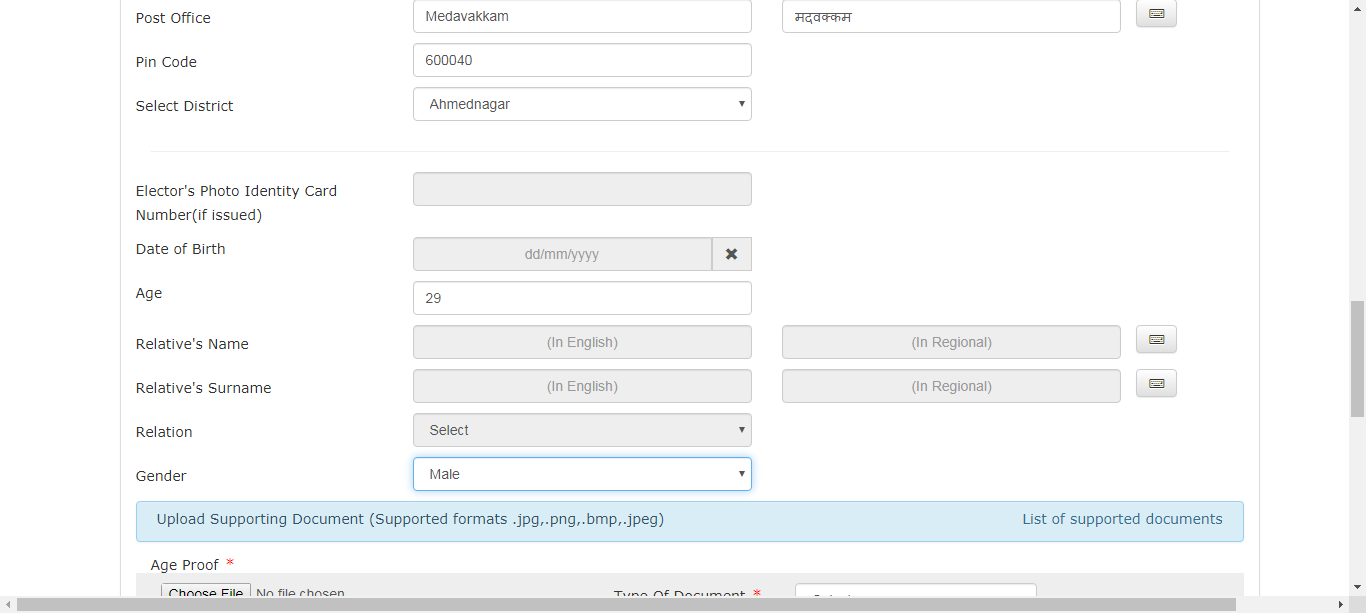 Post Office Medavakkam मदवक्कम
Pin Code 600040
Select District Ahmednagar
Elector's Photo Identity Card
Number(if issued)
Date of Birth dd/mm/yyyy
Age 29
Relative's Name (In English) (In Regional)
Relative's Surname (In English) (In Regional)
Relation Select
Gender Male
Upload Supporting Document (Supported formats .jpg,.png,.bmp,.jpeg) List of supported documents
Age Proof *
Choose File No file chosen Type Of Document *